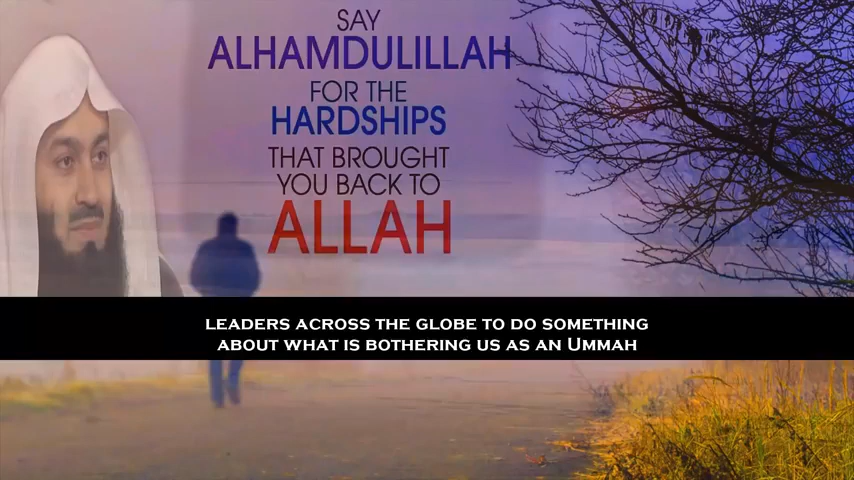 SAY
ALHAMDULILLAH
FOR THE
HARDSHIPS
THAT BROUGHT
YOU BACK TO
ALLAH
LEADERS ACROSS THE GLOBE TO DO SOMETHING
ABOUT WHAT IS BOTHERING US AS AN UMMAH